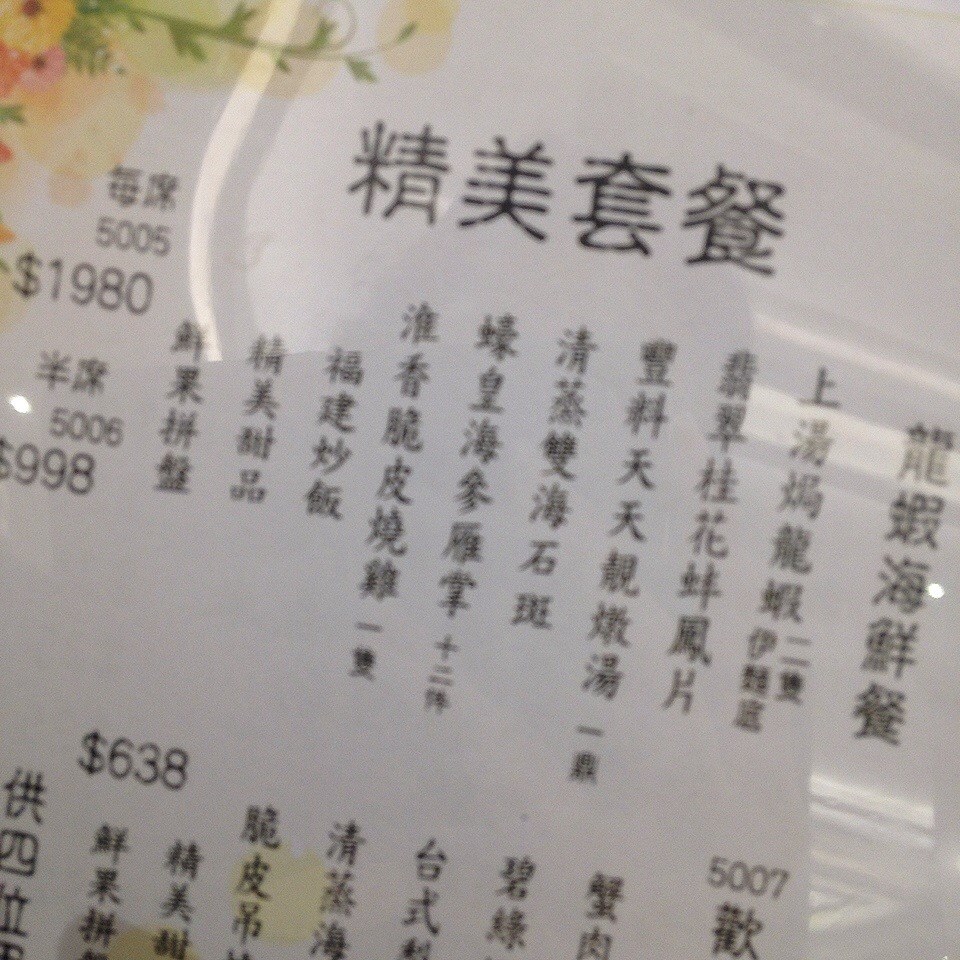 精美套餐
龍蝦海鮮餐
上湯焗龍蝦二隻伊麵底
翡翠桂花蚌鳳片
豐料天天靚燉湯一鼎
清蒸雙海石斑
蠔皇海參雁掌十二件
淮香脆皮燒雞一隻
福建炒飯
精美甜品
鮮果拼盤
每席
5005
$1980
半席
5006
$998
5007
歡
蟹肉
碧綠
台式
清蒸海
脆皮吊燒
精美甜
鮮果拼盤
$638
供四位用